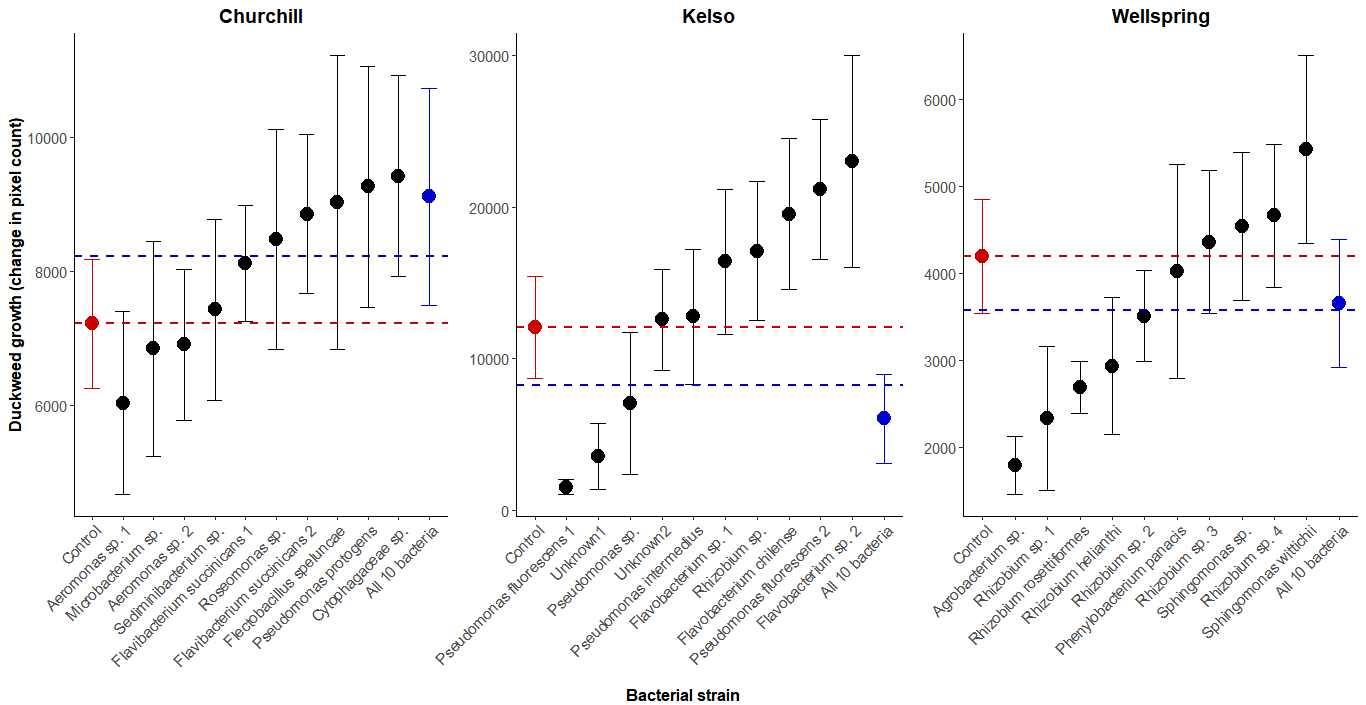 Churchill
Kelso
Wellspring
Duckweed growth (change in pixel count)
10000
8000
6000
30000
20000
10000
0
6000
5000
4000
3000
2000
Control
Aeromonas sp. 1
Microbacterium sp.
Aeromonas sp. 2
Sediminibacterium sp.
Flavibacterium succinicans 1
Roseomonas sp.
Flavibacterium succinicans 2
Flectobacillus speluncae
Pseudomonas protogens
Cytophagaceae sp.
All 10 bacteria
Control
Pseudomonas fluorescens 1
Unknown1
Pseudomonas sp.
Unknown2
Pseudomonas intermedius
Flavobacterium sp. 1
Rhizobium sp.
Flavobacterium chilense
Pseudomonas fluorescens 2
Flavobacterium sp. 2
All 10 bacteria
Control
Agrobacterium sp.
Rhizobium sp. 1
Rhizobium rosettiformes
Rhizobium helianthi
Rhizobium sp. 2
Phenylobacterium panacis
Rhizobium sp. 3
Sphingomonas sp.
Rhizobium sp. 4
Sphingomonas wittichii
All 10 bacteria
Bacterial strain